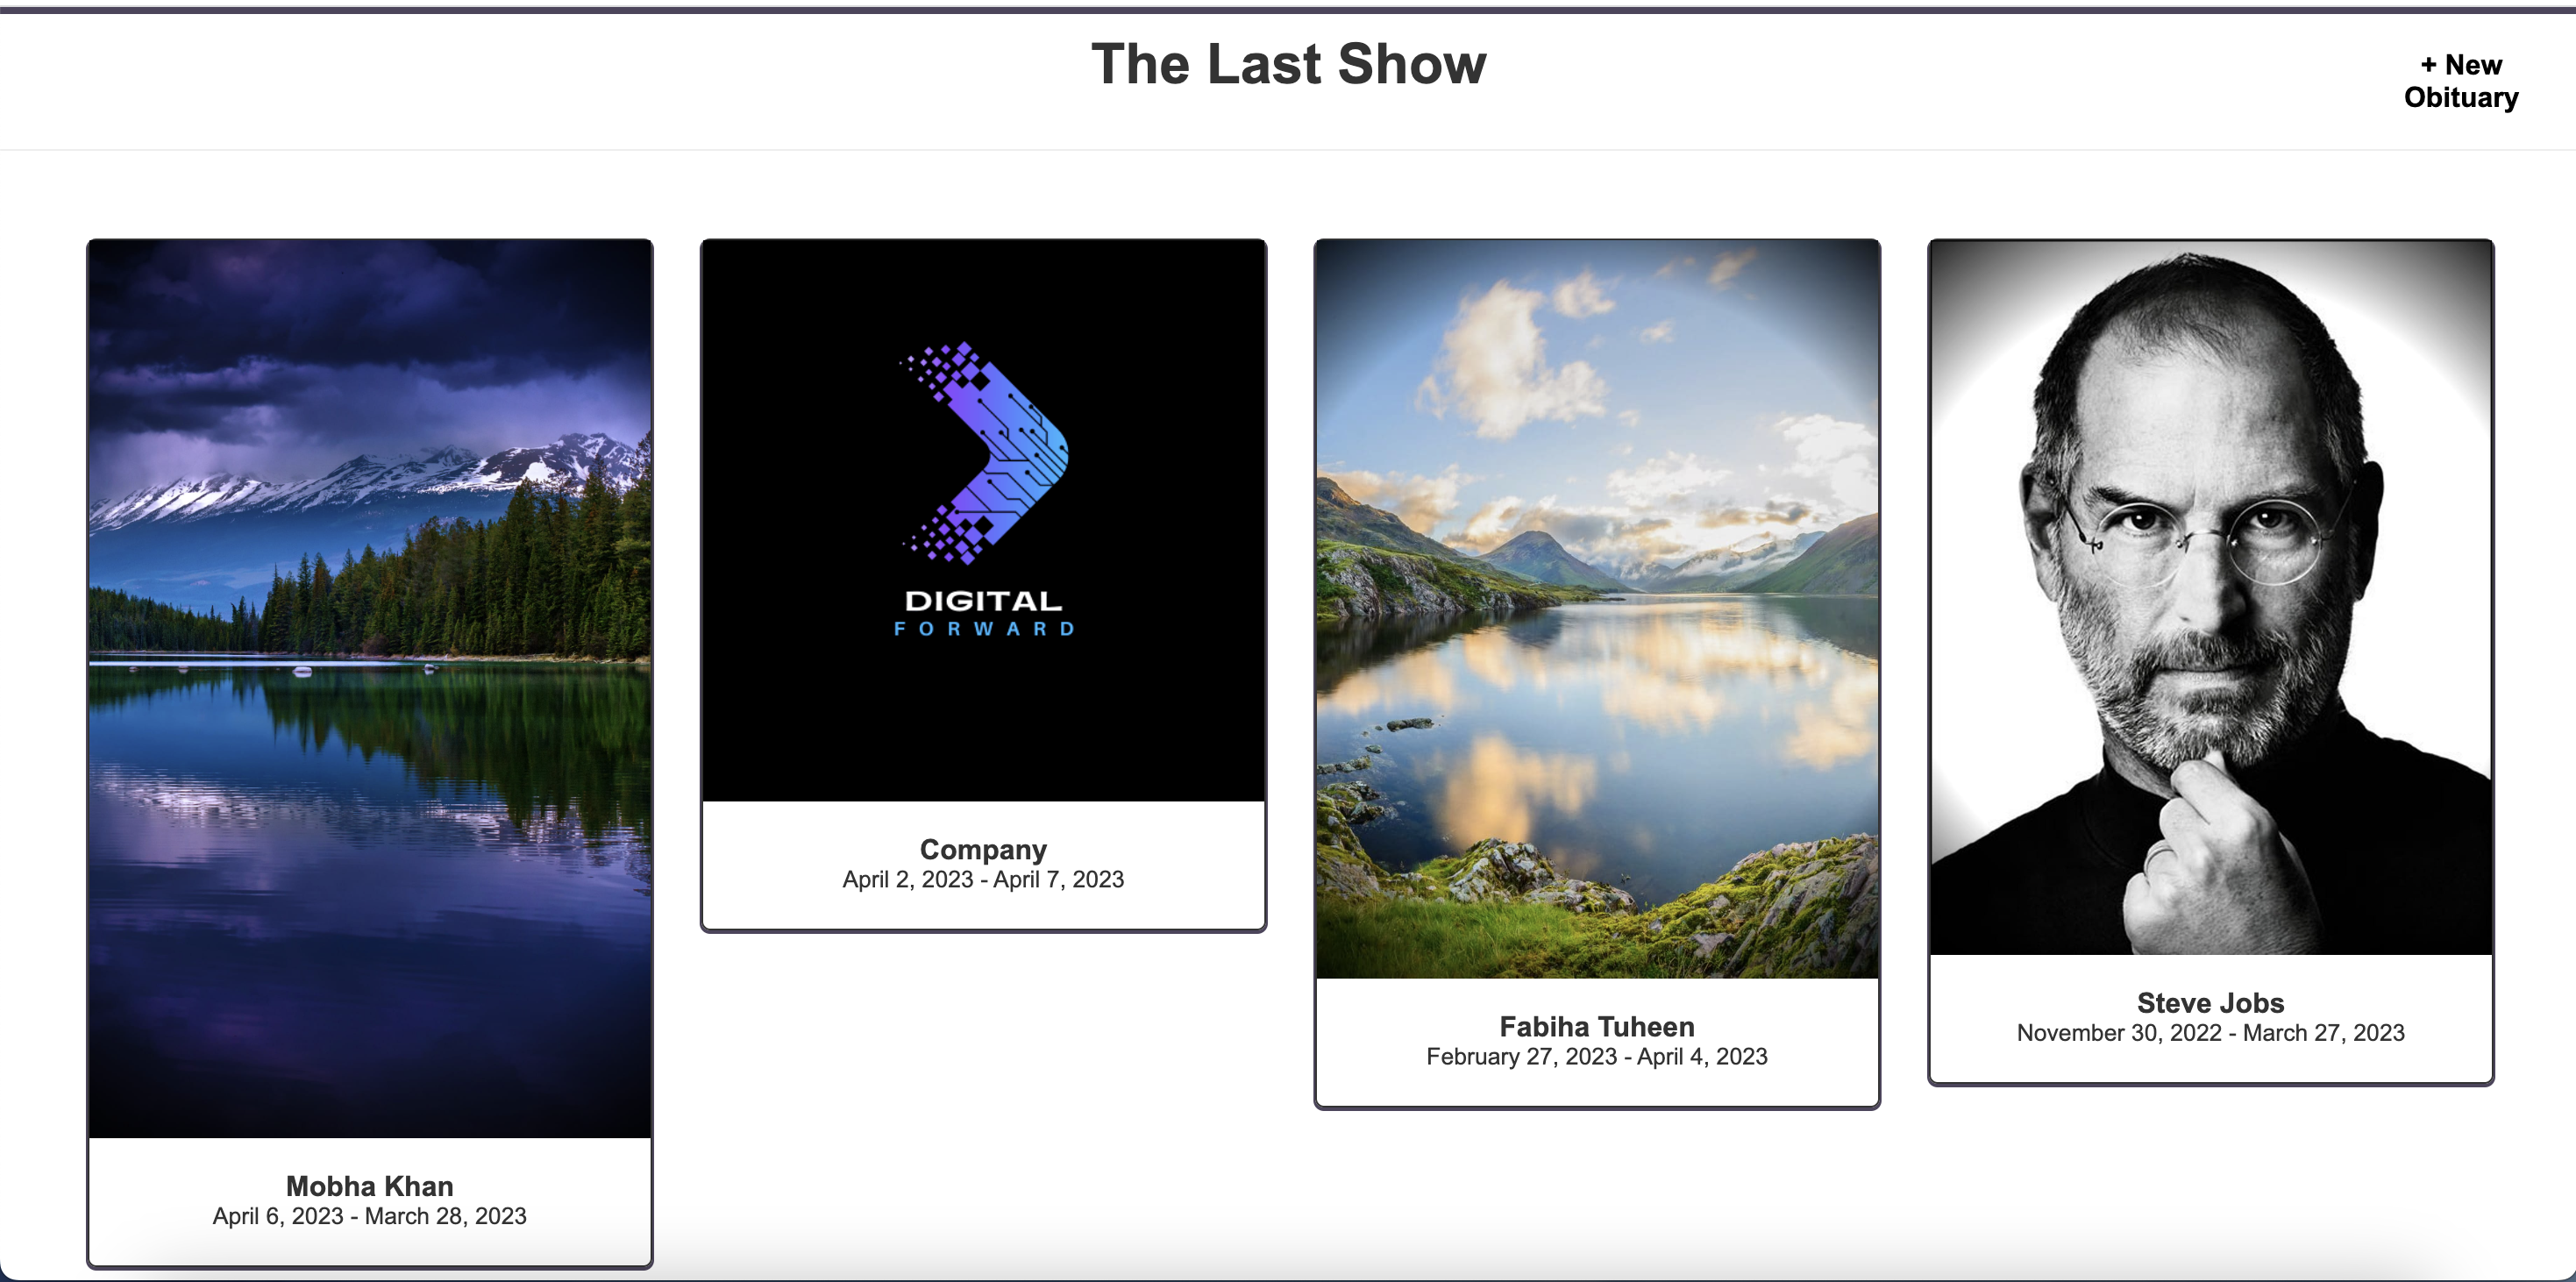 The Last Show
+ New
Obituary
DIGITAL
FORWARD
Company
April 2, 2023 - April 7, 2023
Fabiha Tuheen
February 27, 2023 - April 4, 2023
Steve Jobs
November 30, 2022 - March 27, 2023
Mobha Khan
April 6, 2023 - March 28, 2023